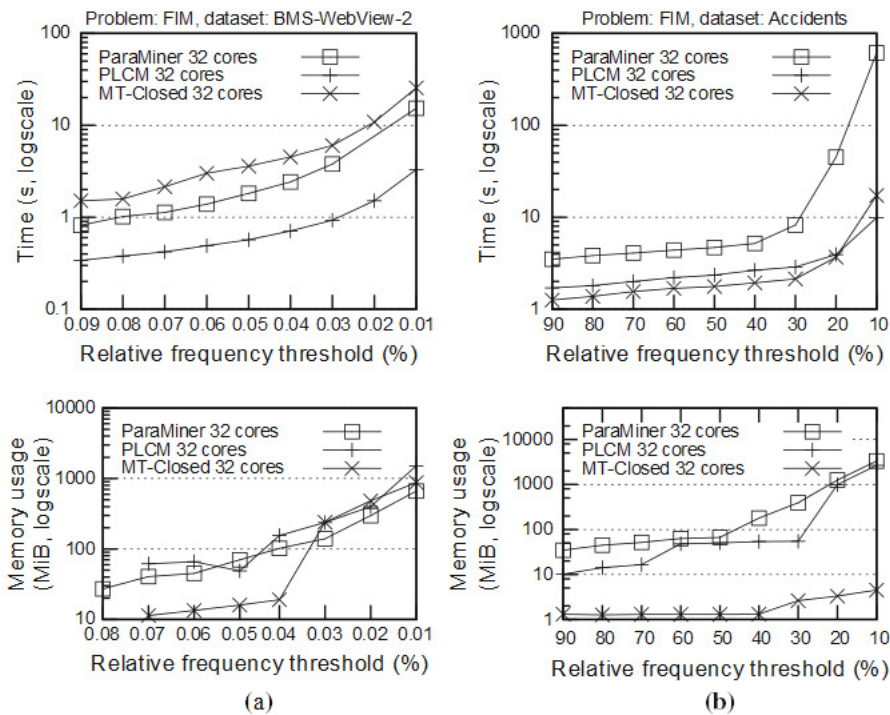 Problem: FIM, dataset: BMS-WebView-2
100
ParaMiner 32 cores
PLCM 32 cores
MT-Closed 32 cores
10
1
0.1
Time (s, logscale)
0.09 0.08 0.07 0.06 0.05 0.04 0.03 0.02 0.01
Relative frequency threshold (%)
Problem: FIM, dataset: Accidents
1000
ParaMiner 32 cores
PLCM 32 cores
MT-Closed 32 cores
100
10
1
Time (s, logscale)
90 80 70 60 50 40 30 20 10
Relative frequency threshold (%)
10000
ParaMiner 32 cores
PLCM 32 cores
MT-Closed 32 cores
1000
100
10
Memory usage
(MiB, logscale)
0.08 0.07 0.06 0.05 0.04 0.03 0.02 0.01
Relative frequency threshold (%)
(a)
ParaMiner 32 cores
PLCM 32 cores
MT-Closed 32 cores
10000
1000
100
10
1
Memory usage
(MiB, logscale)
90 80 70 60 50 40 30 20 10
Relative frequency threshold (%)
(b)